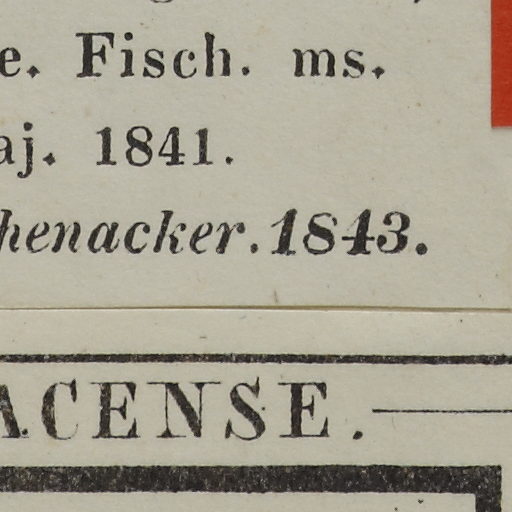 e. Fisch. ms.
aj. 1841.
henacker. 1843.
ACENSE.